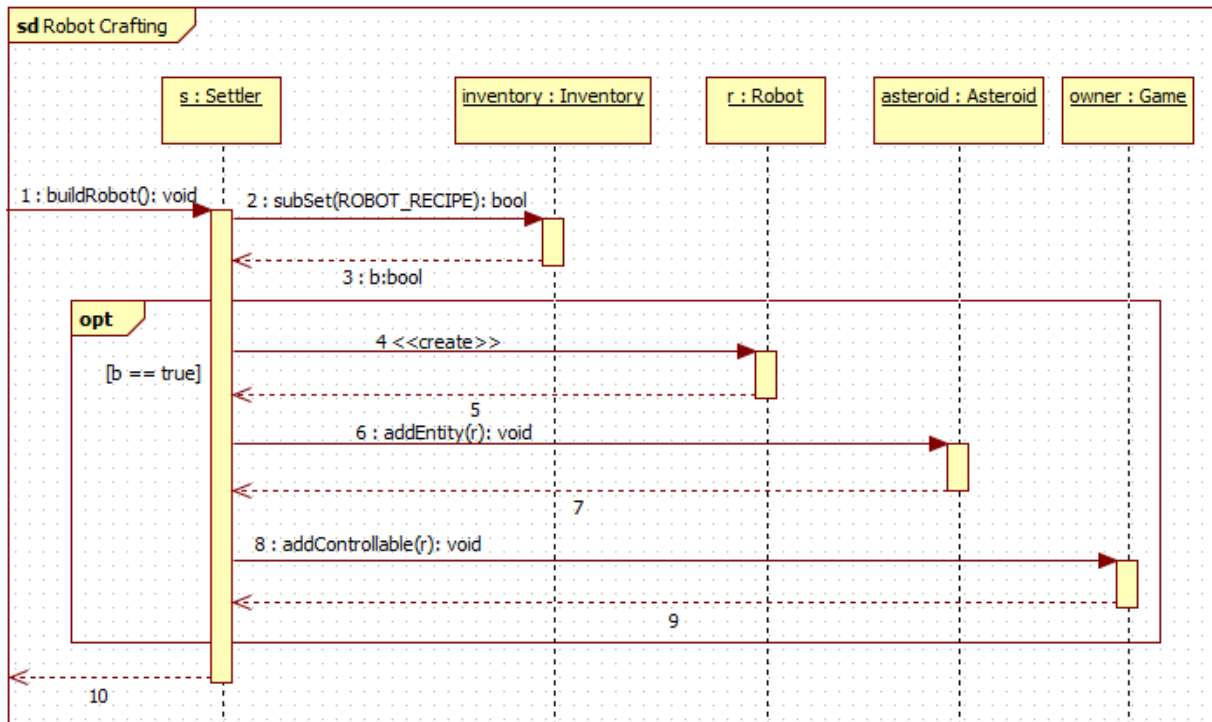 sd Robot Crafting
s : Settler
inventory : Inventory
r : Robot
asteroid : Asteroid
owner : Game
1 : buildRobot(): void
2 : subSet(ROBOT_RECIPE): bool
3 : b:bool
opt
[b == true]
4 <<create>>
5
6 : addEntity(r): void
7
8 : addControllable(r): void
9
10